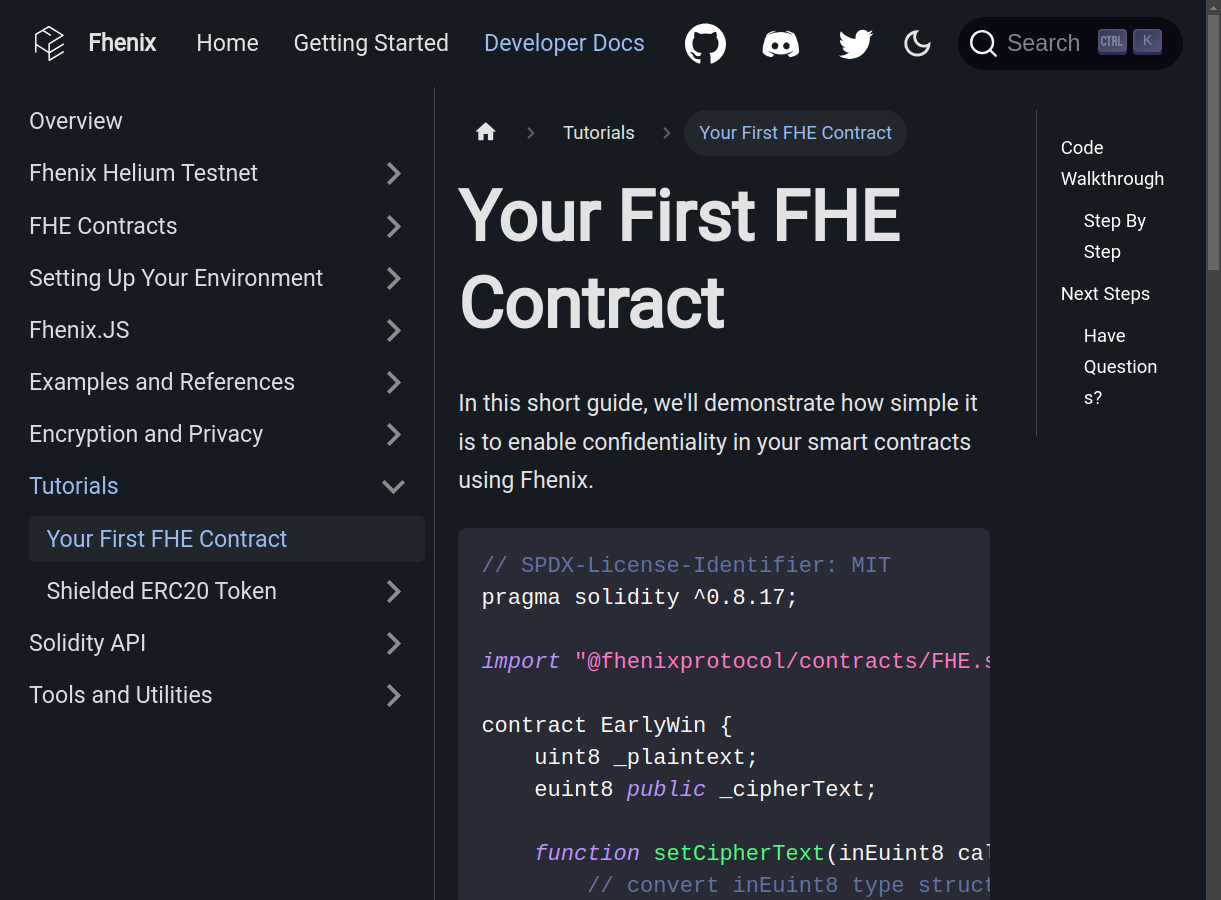 Fhenix Home Getting Started Developer Docs Search CTRL K
Overview
Fhenix Helium Testnet
FHE Contracts
Setting Up Your Environment
Fhenix.JS
Examples and References
Encryption and Privacy
Tutorials
Your First FHE Contract
Shielded ERC20 Token
Solidity API
Tools and Utilities
Tutorials Your First FHE Contract
Your First FHE
Contract
In this short guide, we'll demonstrate how simple it
is to enable confidentiality in your smart contracts
using Fhenix.
// SPDX-License-Identifier: MIT
pragma solidity ^0.8.17;
import "@fhenixprotocol/contracts/FHE.s
contract EarlyWin {
uint8 _plaintext;
euint8 public _cipherText;
function setCipherText(inEuint8 cal
// convert inEuint8 type struct
Code
Walkthrough
Step By
Step
Next Steps
Have
Question
s?